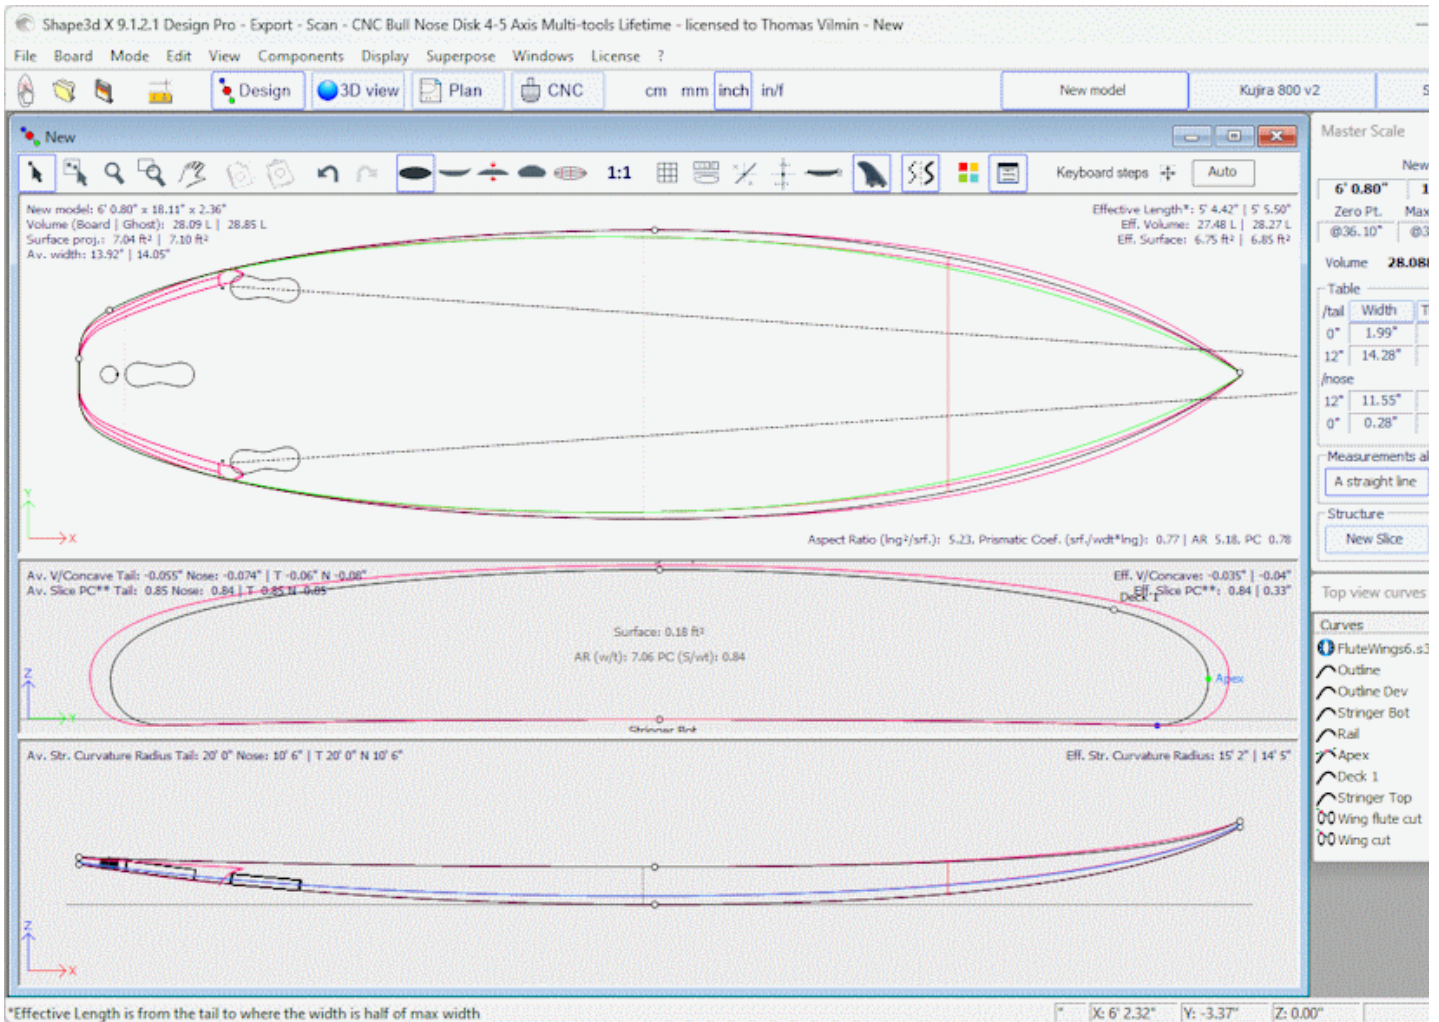 Shape3d X 9.1.2.1 Design Pro - Export - Scan - CNC Bull Nose Disk 4-5 Axis Multi-tools Lifetime - licensed to Thomas Vilmin - New
File Board Mode Edit View Components Display Superpose Windows License ?
Design 3D view Plan CNC cm mm inch in/f New model Kujira 800 v2 S
New
1:1 Keyboard steps Auto
New model: 6' 0.80" x 18.11" x 2.36"
Volume (Board | Ghost): 28.09 L | 28.85 L
Surface proj.: 7.04 ft² | 7.10 ft²
Av. width: 13.92" | 14.05"
Effective Length*: 5' 4.42" | 5' 5.50"
Eff. Volume: 27.48 L | 28.27 L
Eff. Surface: 6.75 ft² | 6.85 ft²
Y
X
Aspect Ratio (lng²/srf.): 5.23. Prismatic Coef. (srf./wdt*lng): 0.77 | AR 5.18. PC 0.78
Av. V/Concave Tail: -0.055" Nose: -0.074" | T -0.06" N -0.08"
Av. Slice PC** Tail: 0.85 Nose: 0.84 | T 0.85 N 0.85
Eff. V/Concave: -0.035" | -0.04"
Eff. Slice PC**: 0.84 | 0.33"
Deck 1
Surface: 0.18 ft²
AR (w/t): 7.06 PC (S/wt): 0.84
Apex
Z
Y
Stringer Bot
Av. Str. Curvature Radius Tail: 20' 0" Nose: 10' 6" | T 20' 0" N 10' 6"
Eff. Str. Curvature Radius: 15' 2" | 14' 5"
Z
X
Master Scale
New
6' 0.80" 1
Zero Pt. Max
@36.10" @3
Volume 28.088
Table
/tail Width T
0" 1.99"
12" 14.28"
/nose
12" 11.55"
0" 0.28"
Measurements al
A straight line
Structure
New Slice
Top view curves
Curves
FluteWings6.s3
Outline
Outline Dev
Stringer Bot
Rail
Apex
Deck 1
Stringer Top
Wing flute cut
Wing cut
*Effective Length is from the tail to where the width is half of max width
" X: 6' 2.32" Y: -3.37" Z: 0.00"